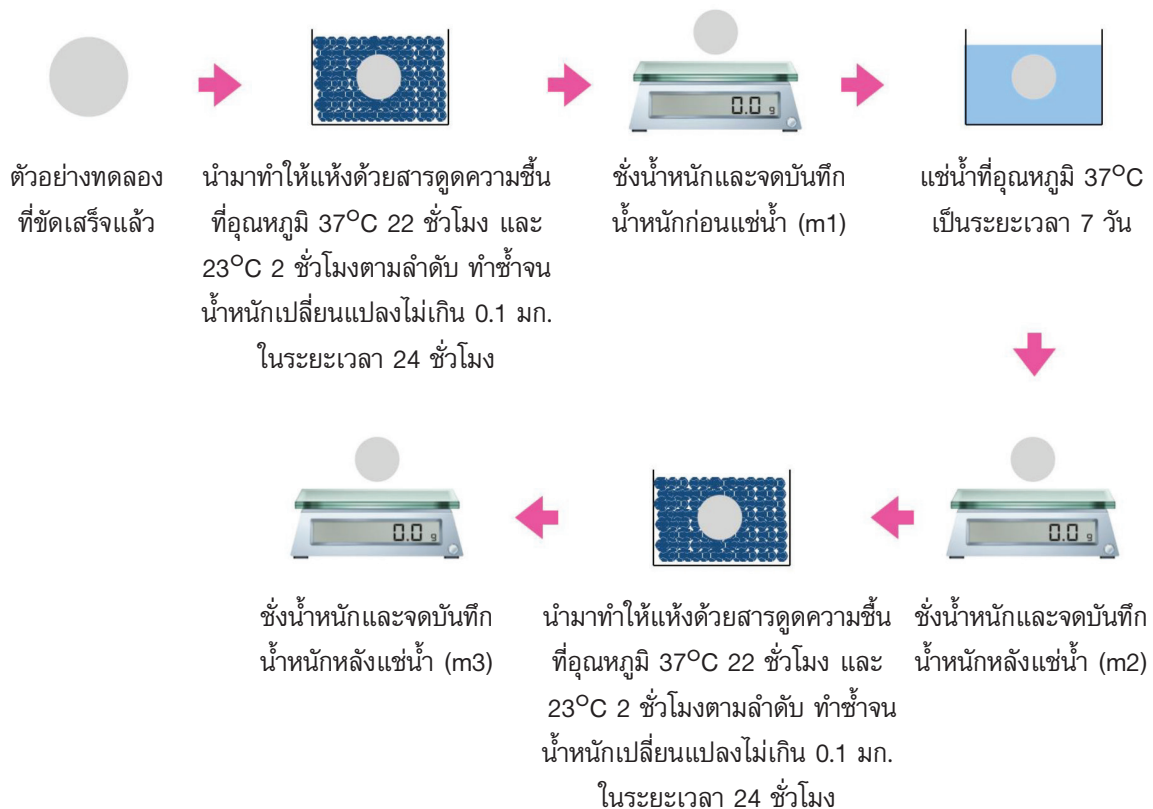 ตัวอย่างทดลอง
ที่ขัดเสร็จแล้ว
นำมาทำให้แห้งด้วยสารดูดความชื้น
ที่อุณหภูมิ 37°C 22 ชั่วโมง และ
23°C 2 ชั่วโมงตามลำดับ ทำซ้ำจน
น้ำหนักเปลี่ยนแปลงไม่เกิน 0.1 มก.
ในระยะเวลา 24 ชั่วโมง
0.0 g
ชั่งน้ำหนักและจดบันทึก
น้ำหนักก่อนแช่น้ำ (m1)
แช่น้ำที่อุณหภูมิ 37°C
เป็นระยะเวลา 7 วัน
0.0 g
ชั่งน้ำหนักและจดบันทึก
น้ำหนักหลังแช่น้ำ (m2)
นำมาทำให้แห้งด้วยสารดูดความชื้น
ที่อุณหภูมิ 37°C 22 ชั่วโมง และ
23°C 2 ชั่วโมงตามลำดับ ทำซ้ำจน
น้ำหนักเปลี่ยนแปลงไม่เกิน 0.1 มก.
ในระยะเวลา 24 ชั่วโมง
0.0 g
ชั่งน้ำหนักและจดบันทึก
น้ำหนักหลังแช่น้ำ (m3)